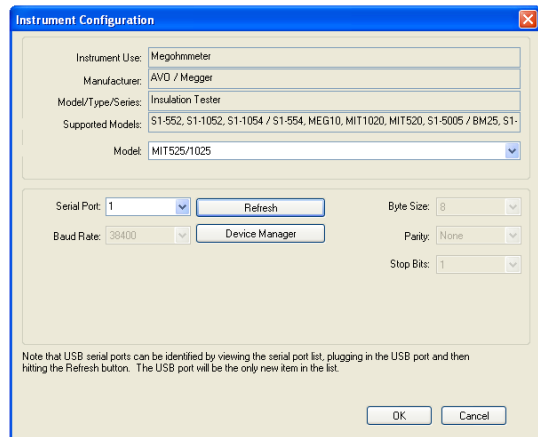 Instrument Configuration
Instrument Use: Megohmmeter
Manufacturer: AVO / Megger
Model/Type/Series: Insulation Tester
Supported Models: S1-552, S1-1052, S1-1054 / S1-554, MEG10, MIT1020, MIT520, S1-5005 / BM25, S1-
Model: MIT525/1025
Serial Port: 1 Refresh Byte Size: 8
Baud Rate: 38400 Device Manager Parity: None
Stop Bits: 1
Note that USB serial ports can be identified by viewing the serial port list, plugging in the USB port and then
hitting the Refresh button. The USB port will be the only new item in the list.
OK Cancel